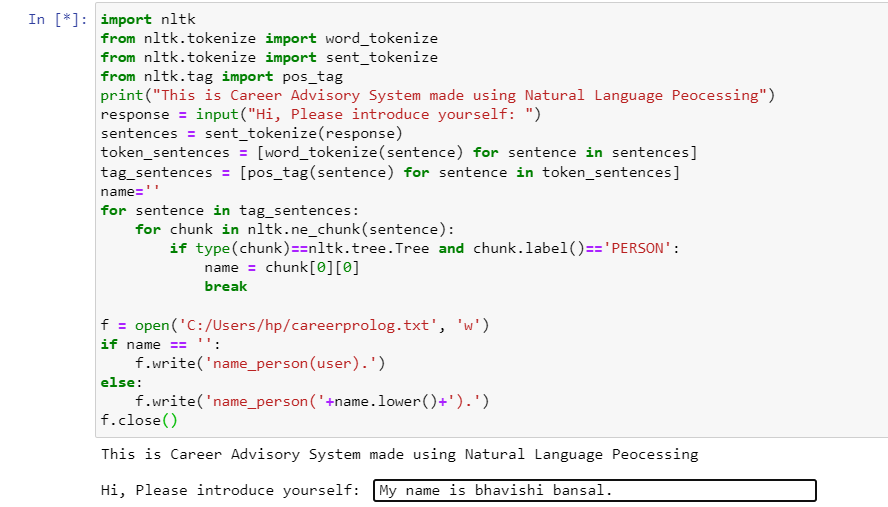 In [*]: import nltk
from nltk.tokenize import word_tokenize
from nltk.tokenize import sent_tokenize
from nltk.tag import pos_tag
print("This is Career Advisory System made using Natural Language Peocessing")
response = input("Hi, Please introduce yourself: ")
sentences = sent_tokenize(response)
token_sentences = [word_tokenize(sentence) for sentence in sentences]
tag_sentences = [pos_tag(sentence) for sentence in token_sentences]
name=''
for sentence in tag_sentences:
    for chunk in nltk.ne_chunk(sentence):
        if type(chunk)==nltk.tree.Tree and chunk.label()=='PERSON':
            name = chunk[0][0]
            break

f = open('C:/Users/hp/careerprolog.txt', 'w')
if name == '':
    f.write('name_person(user).')
else:
    f.write('name_person('+name.lower()+').')
f.close()
This is Career Advisory System made using Natural Language Peocessing
Hi, Please introduce yourself: My name is bhavishi bansal.